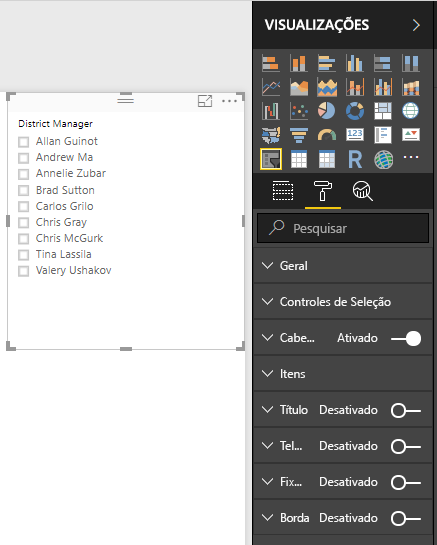 VISUALIZAÇÕES
District Manager
Allan Guinot
Andrew Ma
Annelie Zubar
Brad Sutton
Carlos Grilo
Chris Gray
Chris McGurk
Tina Lassila
Valery Ushakov
123
R
Pesquisar
Geral
Controles de Seleção
Cabe... Ativado
Itens
Título Desativado
Tel... Desativado
Fix... Desativado
Borda Desativado